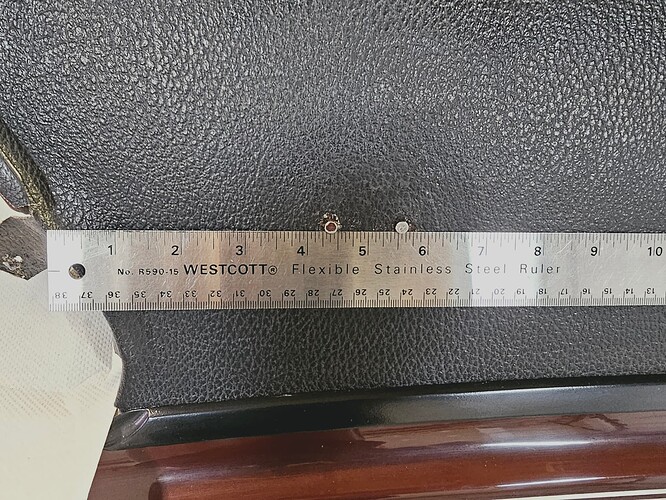 1 2 3 4 5 6 7 8 9 10
No. R590-15 WESTCOTT® Flexible Stainless Steel Ruler
38 37 36 35 34 33 32 31 30 29 28 27 26 25 24 23 22 21 20 19 18 17 16 15 14 13